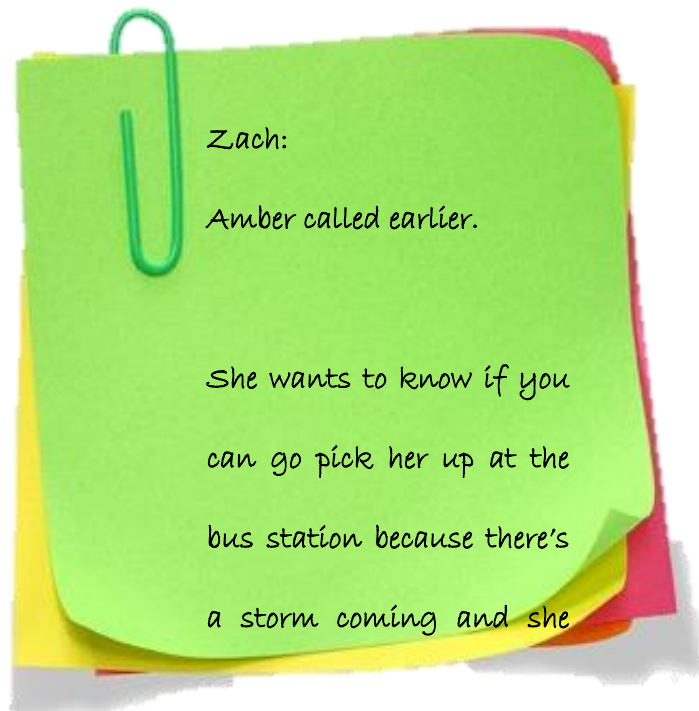 Zach:
Amber called earlier.
She wants to know if you
can go pick her up at the
bus station because there's
a storm coming and she